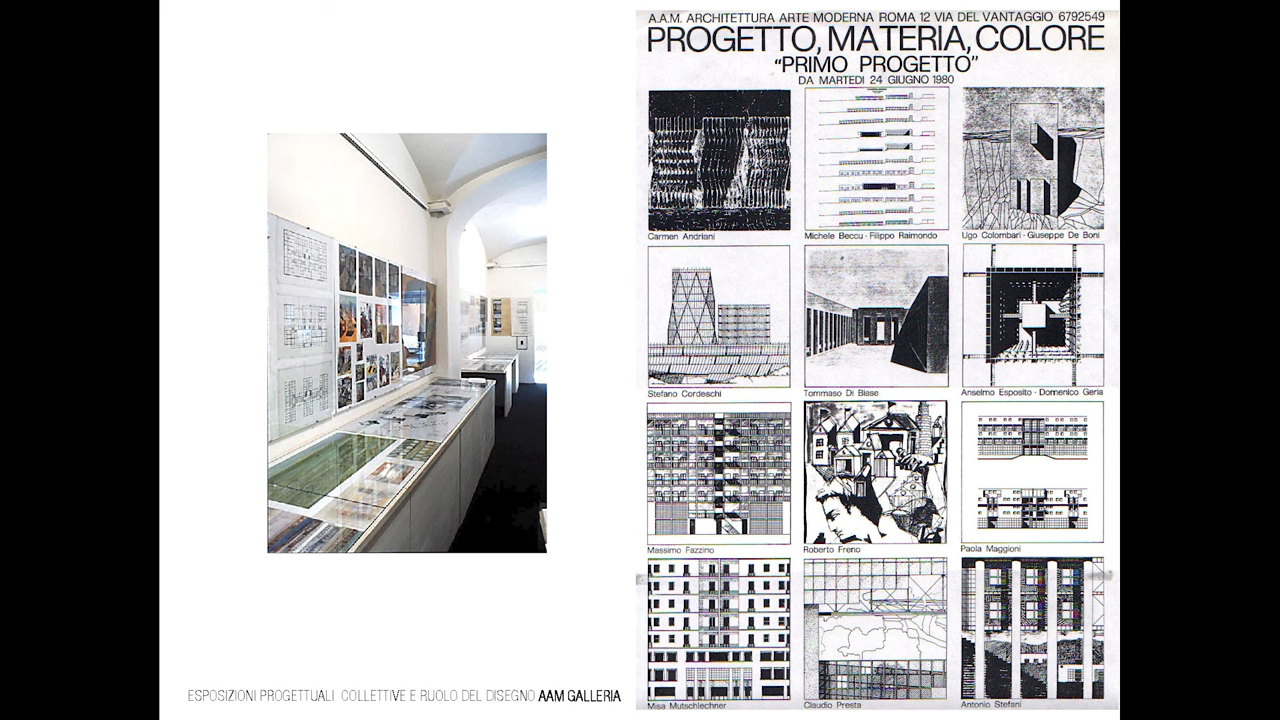 A.A.M. ARCHITETTURA ARTE MODERNA ROMA 12 VIA DEL VANTAGGIO 6792549
PROGETTO, MATERIA, COLORE
“PRIMO PROGETTO”
DA MARTEDI 24 GIUGNO 1980
Carmen Andriani
Michele Beccu · Filippo Raimondo
Ugo Colombari · Giuseppe De Boni
Stefano Cordeschi
Tommaso Di Biase
Anselmo Esposito · Domenico Geria
Massimo Fazzino
Roberto Freno
Paola Maggioni
Misa Mutschlechner
Claudio Presta
Antonio Stefani
ESPOSIZIONI PROGETTUALI COLLETTIVE E RUOLO DEL DISEGNO AAM GALLERIA